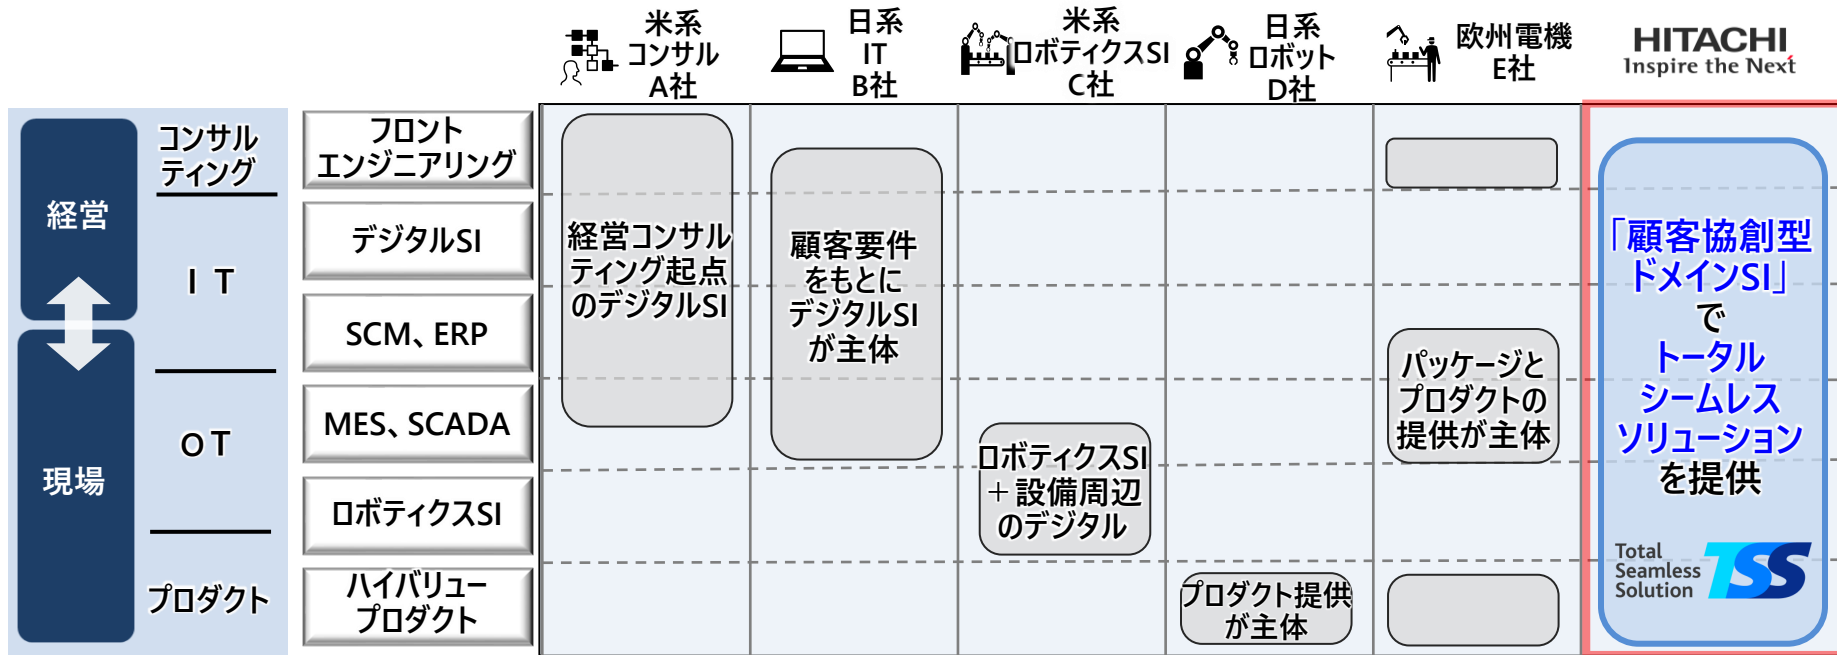 米系
コンサル
A社
日系
IT
B社
米系
ロボティクスSI
C社
日系
ロボット
D社
欧州電機
E社
HITACHI
Inspire the Next
経営
現場
コンサル
ティング
IT
OT
プロダクト
フロント
エンジニアリング
デジタルSI
SCM、ERP
MES、SCADA
ロボティクスSI
ハイバリュー
プロダクト
経営コンサル
ティング起点
のデジタルSI
顧客要件
をもとに
デジタルSI
が主体
ロボティクスSI
＋設備周辺
のデジタル
プロダクト提供
が主体
パッケージと
プロダクトの
提供が主体
「顧客協創型
ドメインSI」
で
トータル
シームレス
ソリューション
を提供
Total
Seamless
Solution
TSS